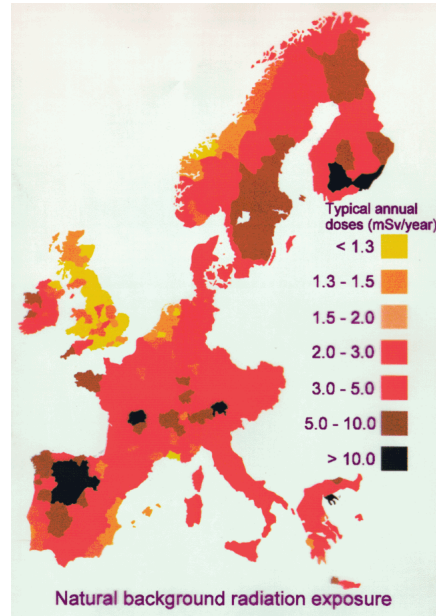 Typical annual
doses (mSv/year)
< 1.3
1.3 - 1.5
1.5 - 2.0
2.0 - 3.0
3.0 - 5.0
5.0 - 10.0
> 10.0
Natural background radiation exposure